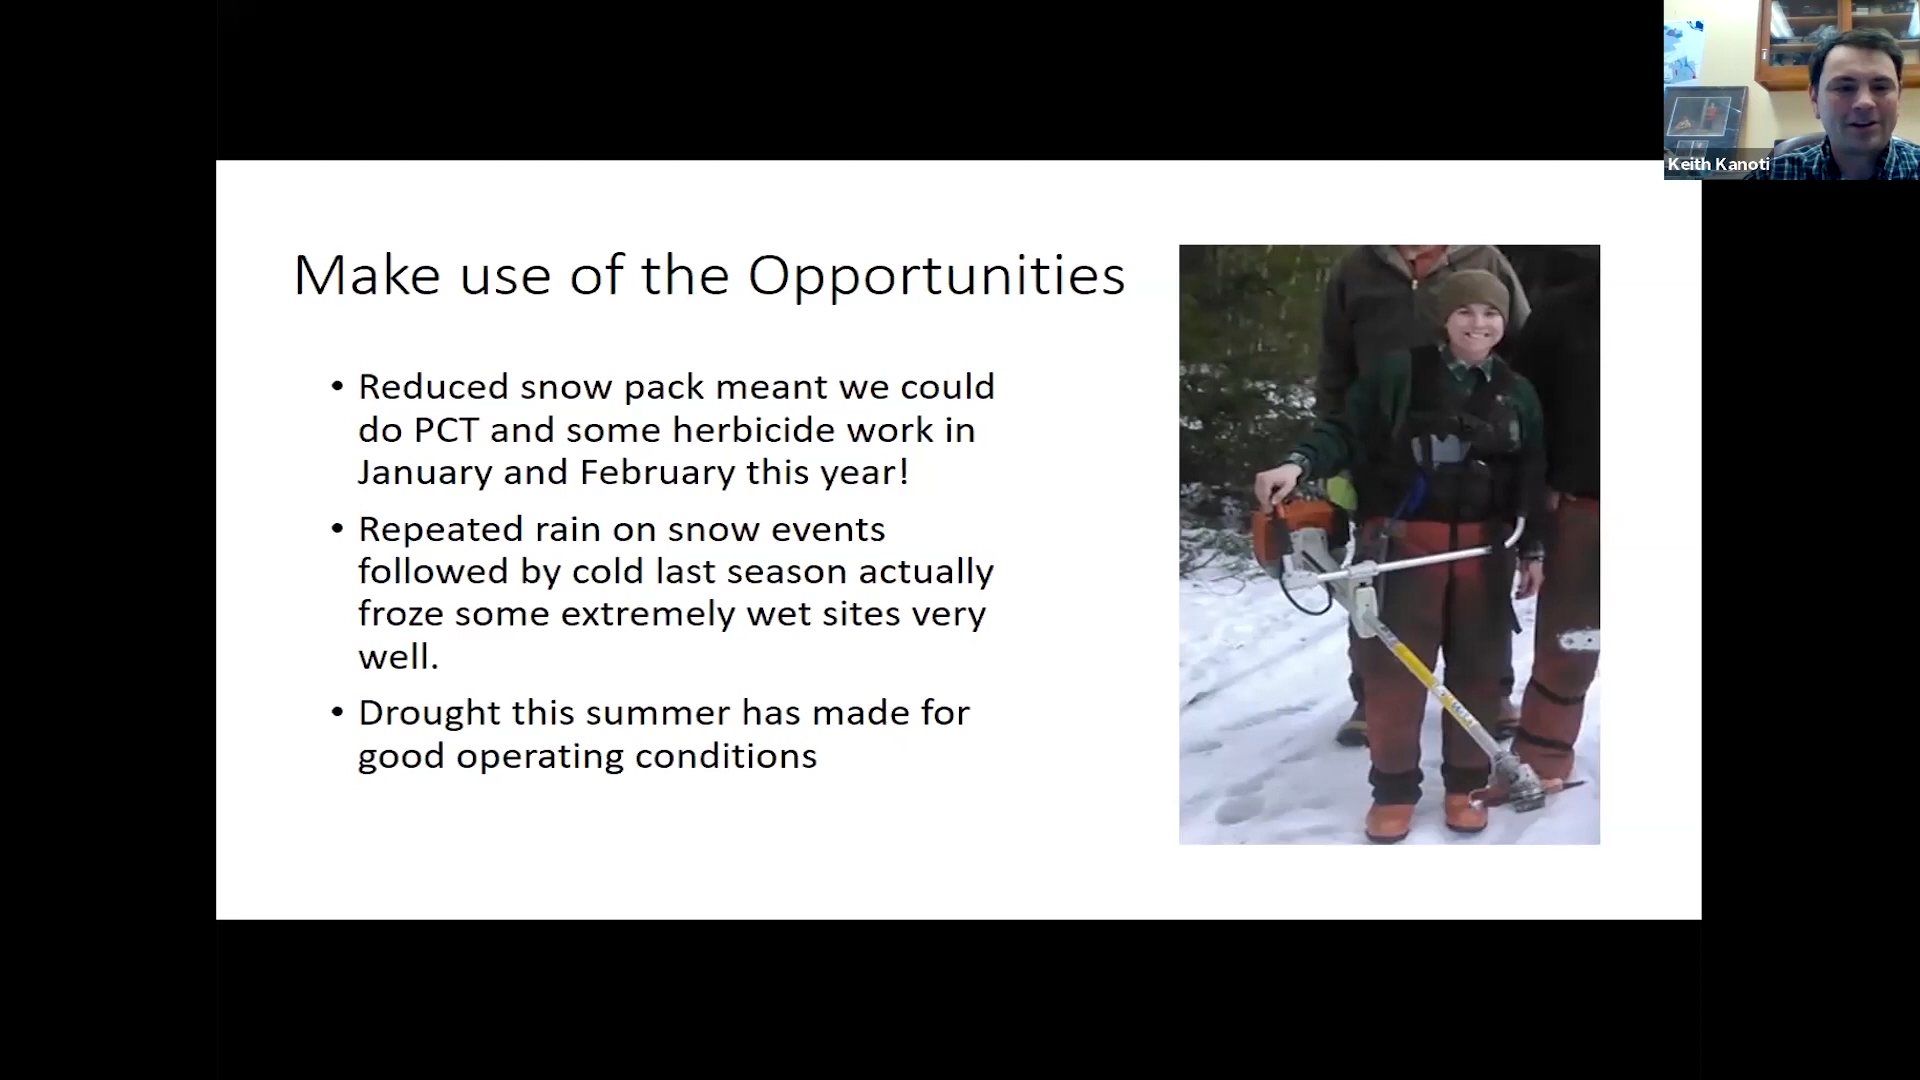 Keith Kanoti
Make use of the Opportunities
• Reduced snow pack meant we could
do PCT and some herbicide work in
January and February this year!
• Repeated rain on snow events
followed by cold last season actually
froze some extremely wet sites very
well.
• Drought this summer has made for
good operating conditions